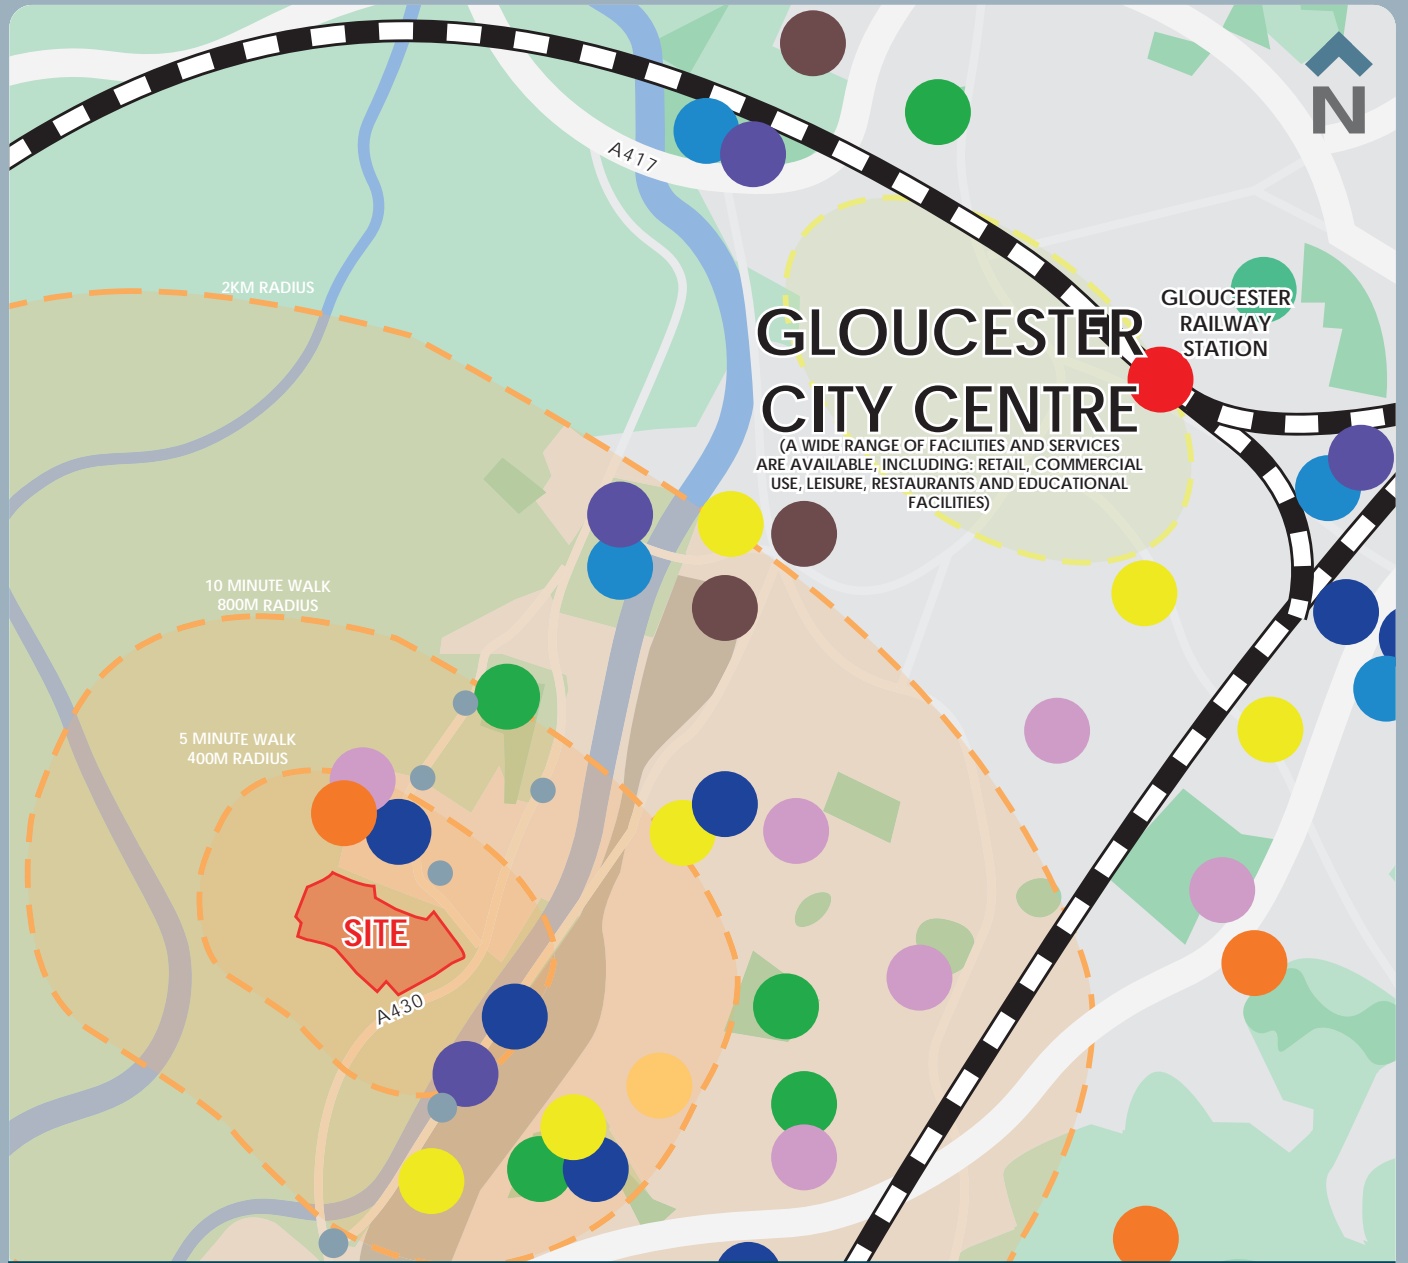 N
A417
2KM RADIUS
GLOUCESTER
RAILWAY
STATION
GLOUCESTER
CITY CENTRE
(A WIDE RANGE OF FACILITIES AND SERVICES
ARE AVAILABLE, INCLUDING: RETAIL, COMMERCIAL
USE, LEISURE, RESTAURANTS AND EDUCATIONAL
FACILITIES)
10 MINUTE WALK
800M RADIUS
5 MINUTE WALK
400M RADIUS
SITE
A430